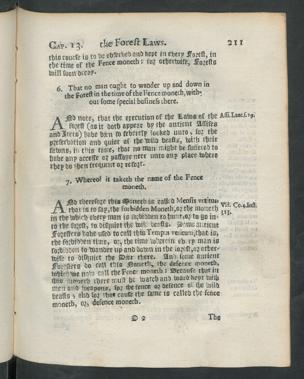 CAP. 13. the Forest Laws. 211
this course is to be observed and kept in every Forest, in
the time of the Fence moneth: for otherwise, Forests
will soon decay.
6. That no man ought to wander up and down in
the Forest in the time of the Fence moneth, with-
out some special business there.
And note, that the execution of the Laws of the Assi. Lanc. f. 19.
Forest (as it doth appear by the antient Assises
and Iters) hath been so streitly looked unto, for the
preservation and quiet of the wild beasts, with their
fawns, in this time, that no man might be suffered to
have any access or passage neer unto any place where
they do then frequent or resort.
7. Whereof it taketh the name of the Fence
moneth.
And therefore this Moneth is called Mensis vetitus,
that is to say, the forbidden Moneth, or the moneth
in the which every man is forbidden to hunt, or to go in-
to the Forest, to disquiet the wild beasts. Some antient
Foresters have used to call this Tempus vetitum, that is,
the forbidden time, or, the time wherein every man is
forbidden to wander up and down in the Forest, or other-
wise to disquiet the Deer there. And some antient
Foresters do call this Moneth, the defence moneth,
which we now call the Fence moneth: Because that in
this moneth there must be watch and ward kept with
men and weapons, for the fence or defence of the wild
beasts; and for that cause the same is called the fence
moneth, or, defence moneth.
D 2 The